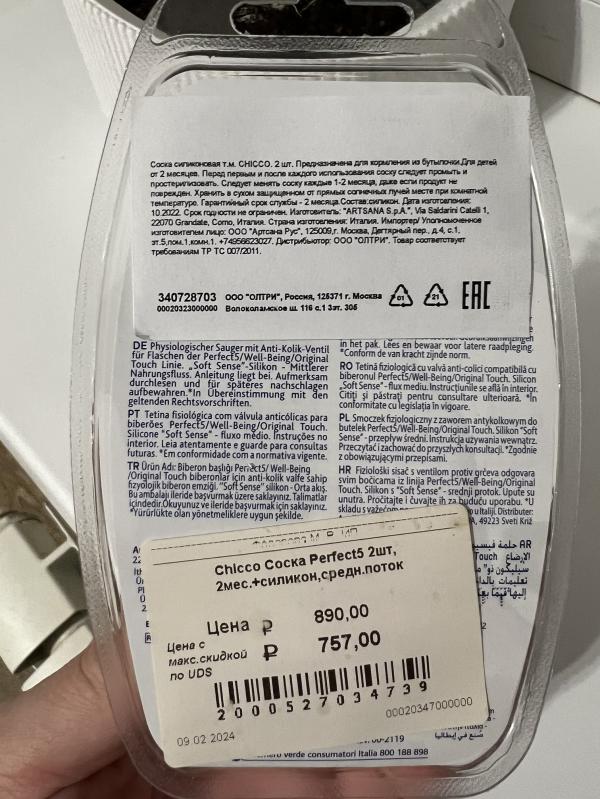 Соска силиконовая т.м. CHICCO. 2 шт. Предназначена для кормления из бутылочки.Для детей
от 2 месяцев. Перед первым и после каждого использования соску следует промыть и
простерилизовать. Следует менять соску каждые 1-2 месяца, даже если продукт не
поврежден. Хранить в сухом защищенном от прямых солнечных лучей месте при комнатной
температуре. Гарантийный срок службы - 2 месяца.Состав:силикон. Дата изготовления:
10.2022. Срок годности не ограничен. Изготовитель: "ARTSANA S.p.A.", Via Saldarini Catelli 1,
22070 Grandate, Como, Италия. Страна изготовления: Италия. Импортер/ Уполномоченное
изготовителем лицо: ООО "Артсана Рус", 125009,г. Москва, Дегтярный пер., д.4, с.1,
эт.5,пом.1,комн.1. +74956623027. Дистрибьютор: ООО "ОЛТРИ". Товар соответствует
требованиям ТР ТС 007/2011.
340728703 ООО "ОЛТРИ", Россия, 125371 г. Москва
00020323000000 Волоколамское ш. 116 с.1 3эт. 305
01
21
EAC
DE Physiologischer Sauger mit Anti-Kolik-Ventil
für Flaschen der Perfect5/Well-Being/Original
Touch Linie. „Soft Sense"-Silikon - Mittlerer
Nahrungsfluss. Anleitung liegt bei. Aufmerksam
durchlesen und für späteres nachschlagen
aufbewahren.*In Übereinstimmung mit den
geltenden Rechtsvorschriften.
PT Tetina fisiológica com válvula anticólicas para
biberões Perfect5/Well-Being/Original Touch.
Silicone "Soft Sense" - fluxo médio. Instruções no
interior. Leia atentamente e guarde para consultas
futuras. *Em conformidade com a normativa vigente.
TR Ürün Adı: Biberon başlığı Perfect5/ Well-Being
/Original Touch biberonlar için anti-kolik valfe sahip
fizyolojik biberon emziği. "Soft Sense" silikon - Orta akış.
Bu ambalajı ileride başvurmak üzere saklayınız. Talimatlar
içindedir.Okuyunuz ve ileride başvurmak için saklayınız.
*Yürürlükte olan yönetmeliklere uygun şekilde.
in het pak. Lees en bewaar voor latere raadpleging.
*Conform de van kracht zijnde norm.
RO Tetină fiziologică cu valvă anti-colici compatibilă cu
biberonul Perfect5/Well-Being/Original Touch. Silicon
„Soft Sense" - flux mediu. Instrucţiunile se află în interior.
Citiţi şi păstraţi pentru consultare ulterioară. *În
conformitate cu legislaţia în vigoare.
PL Smoczek fizjologiczny z zaworem antykolkowym do
butelek Perfect5/Well-Being/Original Touch. Silikon "Soft
Sense" - przepływ średni. Instrukcja używania wewnątrz.
Przeczytać i zachować do przyszłych konsultacji. *Zgodnie
z obowiązującymi przepisami.
HR Fiziološki sisač s ventilom protiv grčeva odgovara
svim bočicama iz linija Perfect5/Well-Being/Original
Touch. Silikon s "Soft Sense" - srednji protok. Upute su
unutra. Pročitajte i čuvajte ih za buduću uporabu. *U
skladu s važećom
u Italiji. Distributer:
A, 49223 Sveti Križ
AR
Touch
Chicco Соска Perfect5 2шт,
2мес.+силикон,средн.поток
Цена ₽ 890,00
Цена с
макс.скидкой ₽ 757,00
по UDS
2000527034739
09.02.2024
00020347000000
صُنع في إيطاليا
numero verde consumatori Italia 800 188 898